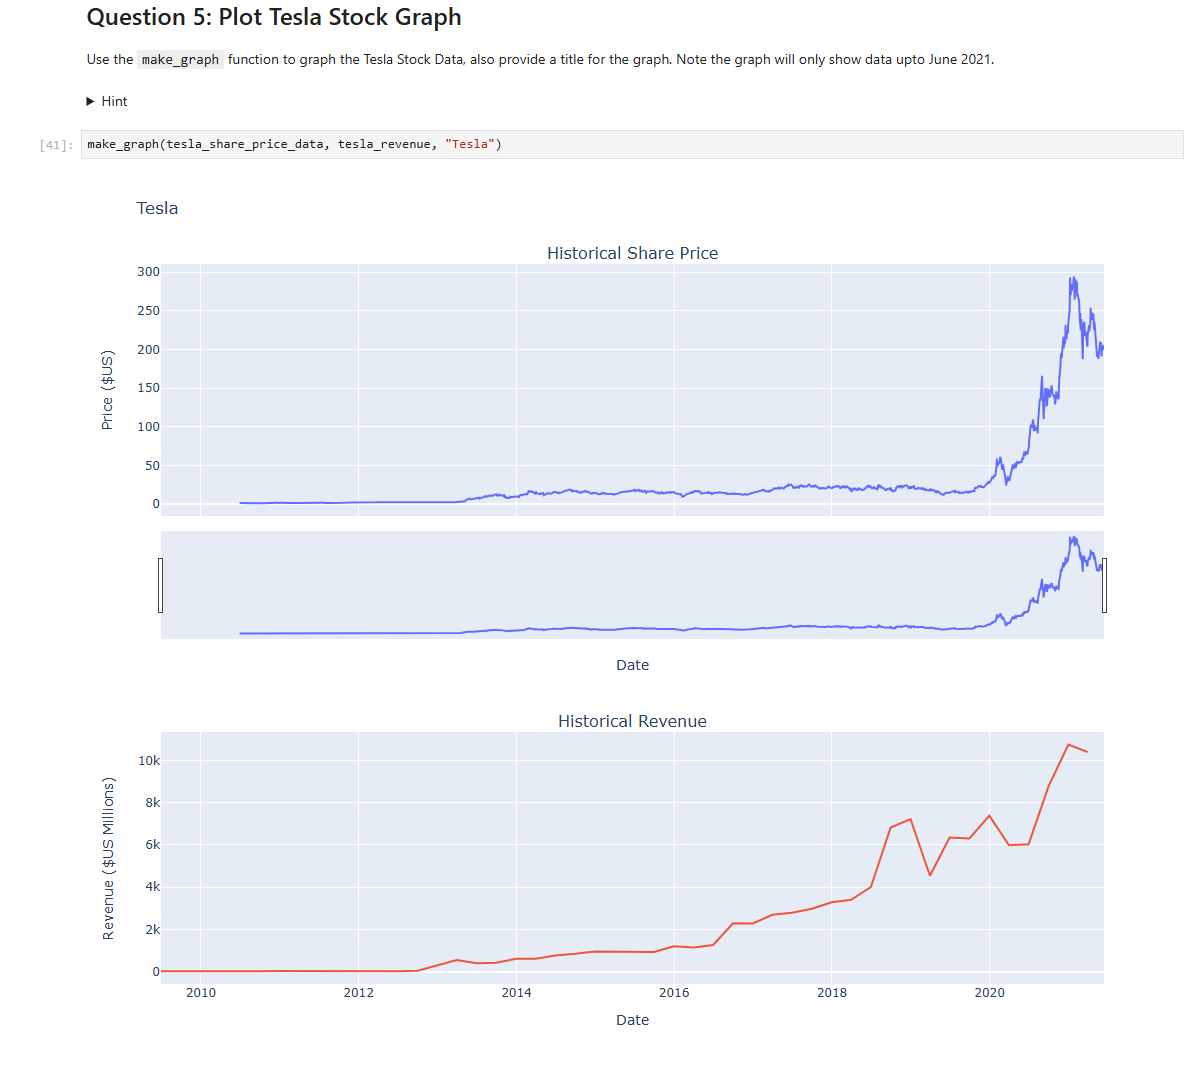 Question 5: Plot Tesla Stock Graph
Use the make_graph function to graph the Tesla Stock Data, also provide a title for the graph. Note the graph will only show data upto June 2021.
Hint
[41]: make_graph(tesla_share_price_data, tesla_revenue, "Tesla")
Tesla
Historical Share Price
300
250
200
150
100
50
0
Price ($US)
Date
Historical Revenue
10k
8k
6k
4k
2k
0
Revenue ($US Millions)
2010 2012 2014 2016 2018 2020
Date